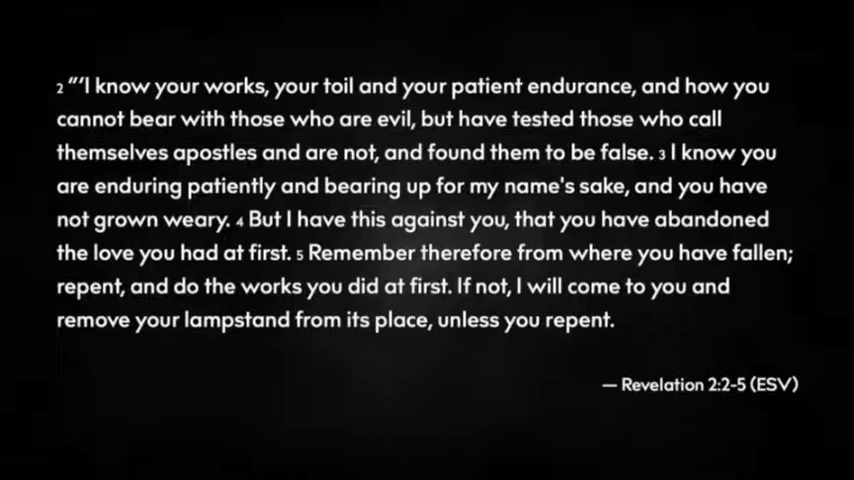 2 “‘I know your works, your toil and your patient endurance, and how you
cannot bear with those who are evil, but have tested those who call
themselves apostles and are not, and found them to be false. 3 I know you
are enduring patiently and bearing up for my name's sake, and you have
not grown weary. 4 But I have this against you, that you have abandoned
the love you had at first. 5 Remember therefore from where you have fallen;
repent, and do the works you did at first. If not, I will come to you and
remove your lampstand from its place, unless you repent.
— Revelation 2:2-5 (ESV)